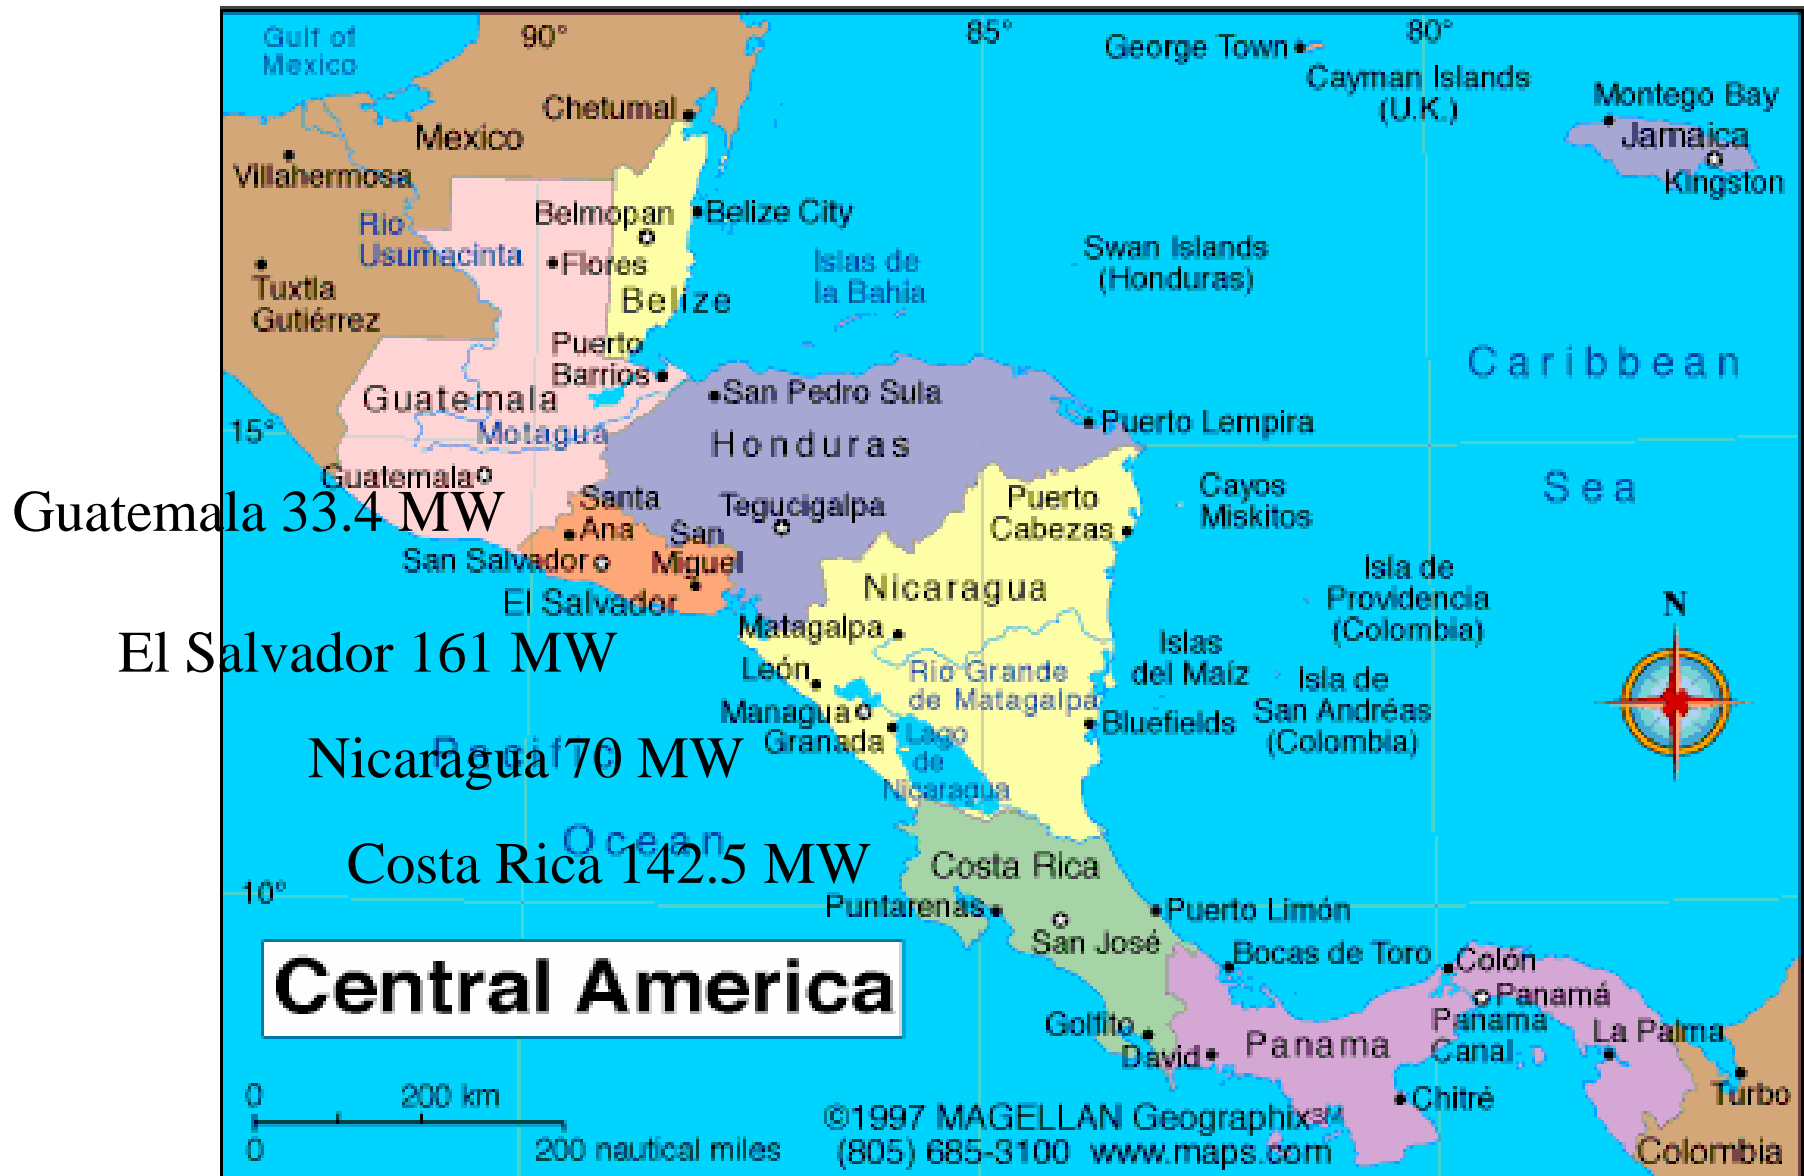 Gulf of
Mexico
90°
85°
80°
George Town
Cayman Islands
(U.K.)
Montego Bay
Jamaica
Kingston
Chetumal
Mexico
Villahermosa
Belmopan
Belize City
Rio
Usumacinta
Flores
Belize
Tuxtla
Gutiérrez
Islas de
la Bahia
Swan Islands
(Honduras)
Puerto
Barrios
Caribbean
Sea
Guatemala
San Pedro Sula
15°
Motagua
Honduras
Puerto Lempira
Guatemala
Guatemala 33.4 MW
Santa
Ana
Tegucigalpa
Puerto
Cabezas
Cayos
Miskitos
San
Miguel
San Salvador
El Salvador
Nicaragua
Isla de
Providencia
(Colombia)
N
Matagalpa
El Salvador 161 MW
León
Rio Grande
de Matagalpa
Islas
del Maíz
Isla de
San Andréas
(Colombia)
Managua
Granada
Bluefields
Lago
de
Nicaragua
Pacific
Nicaragua 70 MW
Ocean
Costa Rica 142.5 MW
Costa Rica
10°
Puntarenas
Puerto Limón
San José
Bocas de Toro
Colón
Panamá
Central America
Golfito
David
Panama
Panama
Canal
La Palma
Chitré
Turbo
Colombia
0
200 km
0
200 nautical miles
©1997 MAGELLAN Geographix
(805) 685-3100 www.maps.com